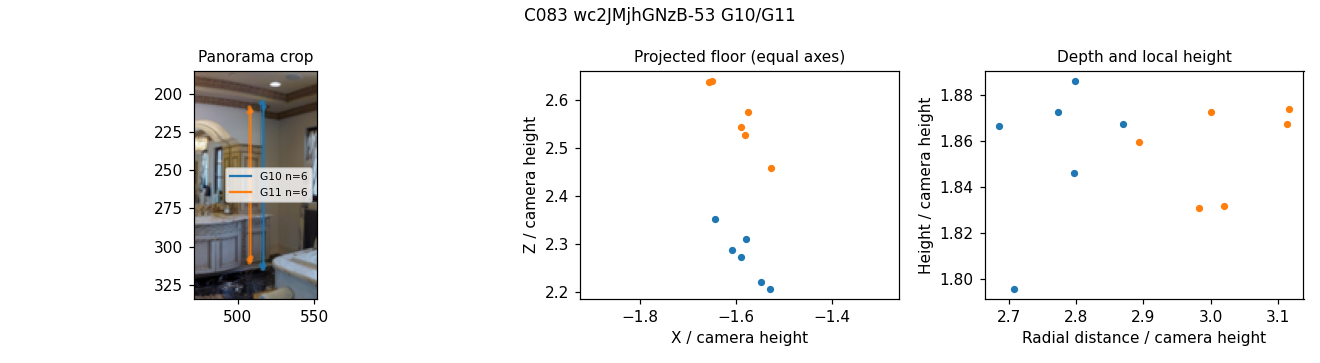 C083 wc2JMjhGNzB-53 G10/G11
Panorama crop
200
225
250
275
300
325
500
550
G10 n=6
G11 n=6
Projected floor (equal axes)
Z / camera height
2.6
2.5
2.4
2.3
2.2
−1.8
−1.6
−1.4
X / camera height
Depth and local height
Height / camera height
1.88
1.86
1.84
1.82
1.80
2.7
2.8
2.9
3.0
3.1
Radial distance / camera height